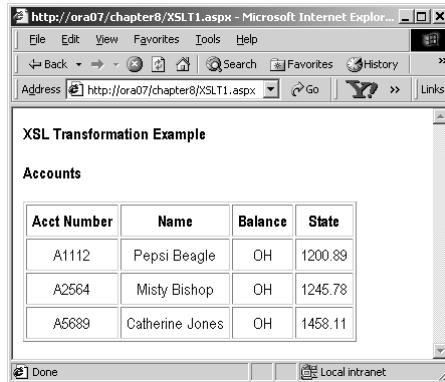 http://ora07/chapter8/XSLT1.aspx - Microsoft Internet Explor...
File Edit View Favorites Tools Help
Back Search Favorites History »
Address http://ora07/chapter8/XSLT1.aspx Go Y! » Links
XSL Transformation Example
Accounts
Acct Number Name Balance State
A1112 Pepsi Beagle OH 1200.89
A2564 Misty Bishop OH 1245.78
A5689 Catherine Jones OH 1458.11
Done Local intranet